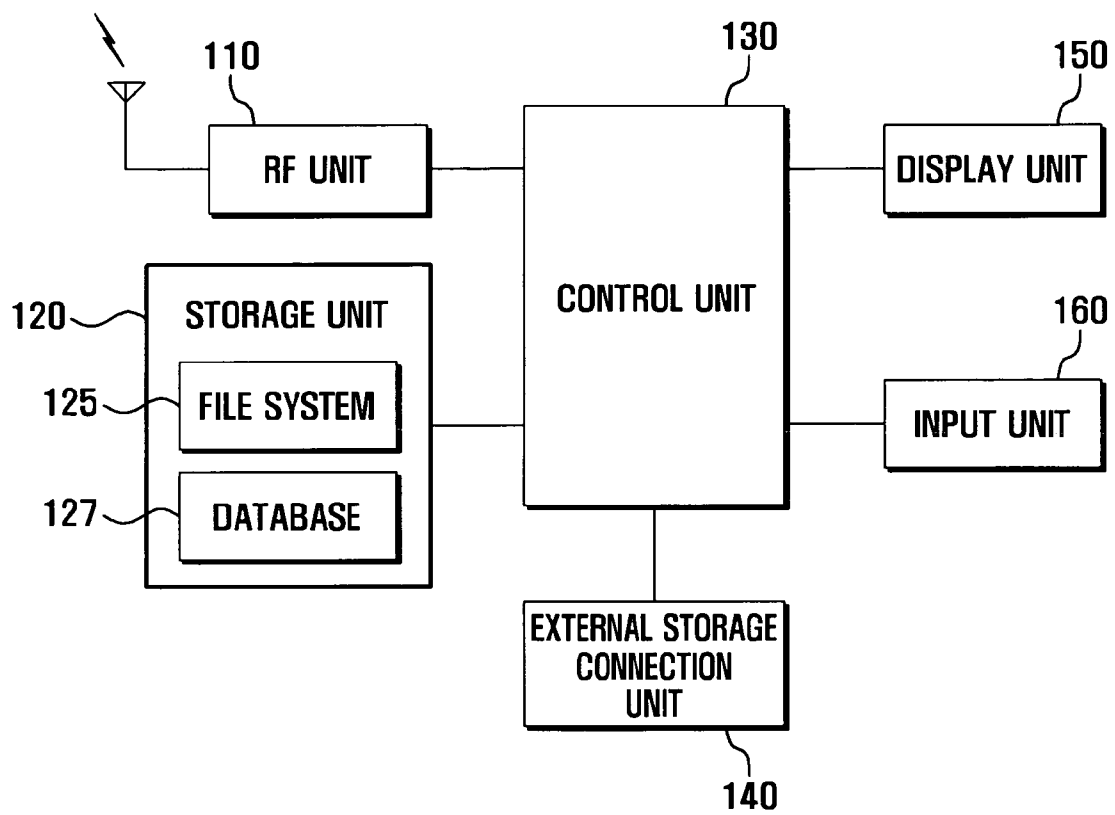 110
RF UNIT
130
CONTROL UNIT
150
DISPLAY UNIT
120
STORAGE UNIT
125
FILE SYSTEM
127
DATABASE
160
INPUT UNIT
EXTERNAL STORAGE
CONNECTION
UNIT
140